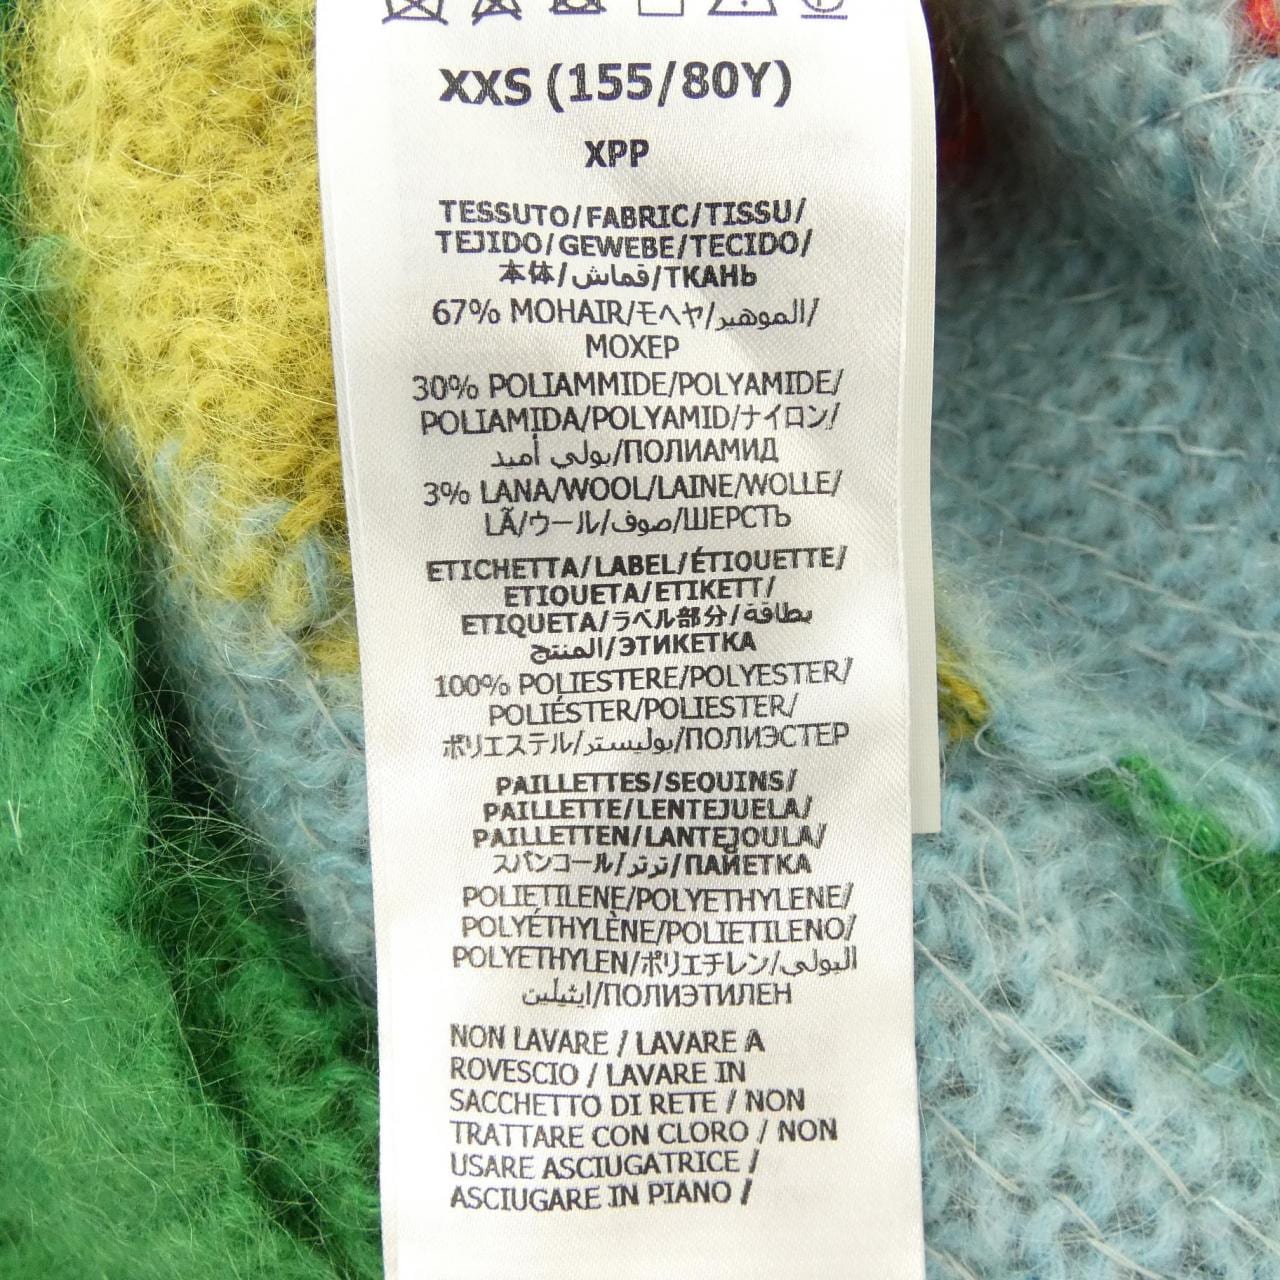 XXS (155/80Y)
XPP
TESSUTO/FABRIC/TISSU/
TEJIDO/GEWEBE/TECIDO/
本体/قماش/ТКАНЬ
67% MOHAIR/モヘヤ/الموهير/
МОХЕР
30% POLIAMMIDE/POLYAMIDE/
POLIAMIDA/POLYAMID/ナイロン/
بولي أميد/ПОЛИАМИД
3% LANA/WOOL/LAINE/WOLLE/
LÃ/ウール/صوف/ШЕРСТЬ
ETICHETTA/LABEL/ÉTIQUETTE/
ETIQUETA/ETIKETT/
ETIQUETA/ラベル部分/بطاقة
المنتج/ЭТИКЕТКА
100% POLIESTERE/POLYESTER/
POLIÉSTER/POLIESTER/
ポリエステル/بوليستر/ПОЛИЭСТЕР
PAILLETTES/SEQUINS/
PAILLETTE/LENTEJUELA/
PAILLETTEN/LANTEJOULA/
スパンコール/ترتر/ПАЙЕТКА
POLIETILENE/POLYETHYLENE/
POLYÉTHYLÈNE/POLIETILENO/
POLYETHYLEN/ポリエチレン/البولي
إيثيلين/ПОЛИЭТИЛЕН
NON LAVARE / LAVARE A
ROVESCIO / LAVARE IN
SACCHETTO DI RETE / NON
TRATTARE CON CLORO / NON
USARE ASCIUGATRICE /
ASCIUGARE IN PIANO /